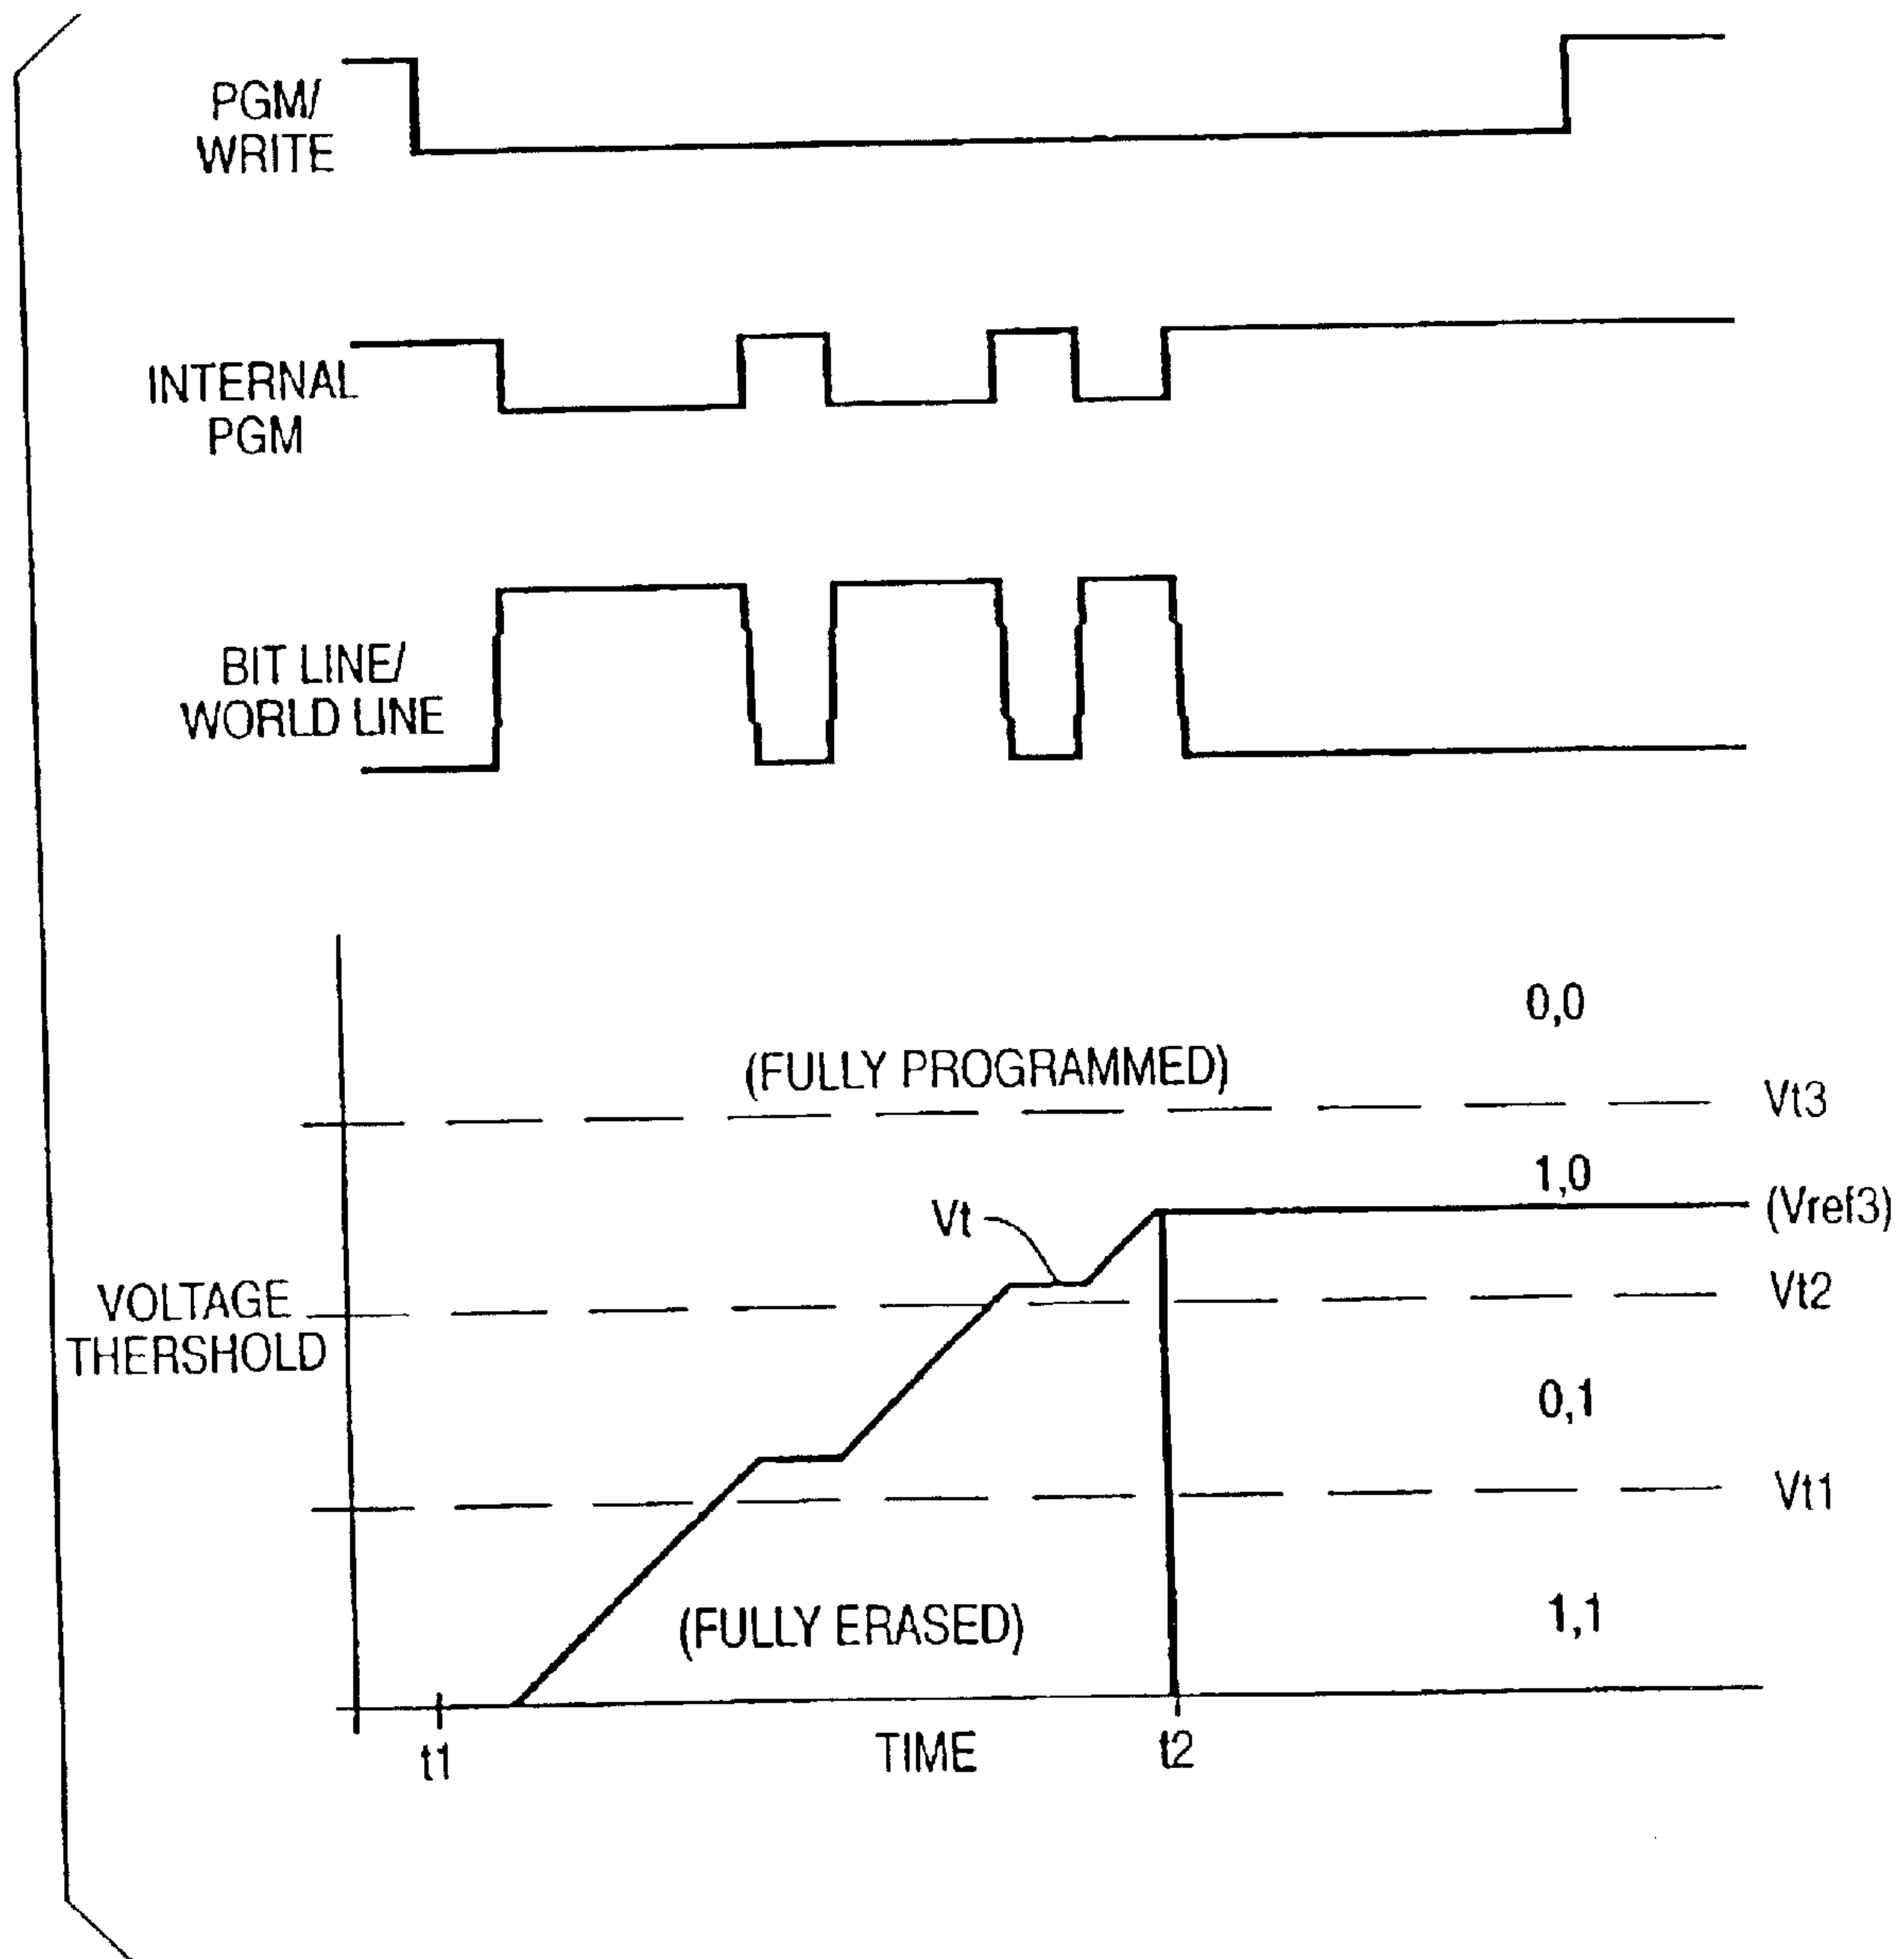 PGM/
WRITE
INTERNAL
PGM
BIT LINE/
WORLD LINE
0,0
(FULLY PROGRAMMED)
Vt3
1,0
(Vref3)
Vt
Vt2
VOLTAGE
THERSHOLD
0,1
Vt1
(FULLY ERASED)
1,1
t1
TIME
t2